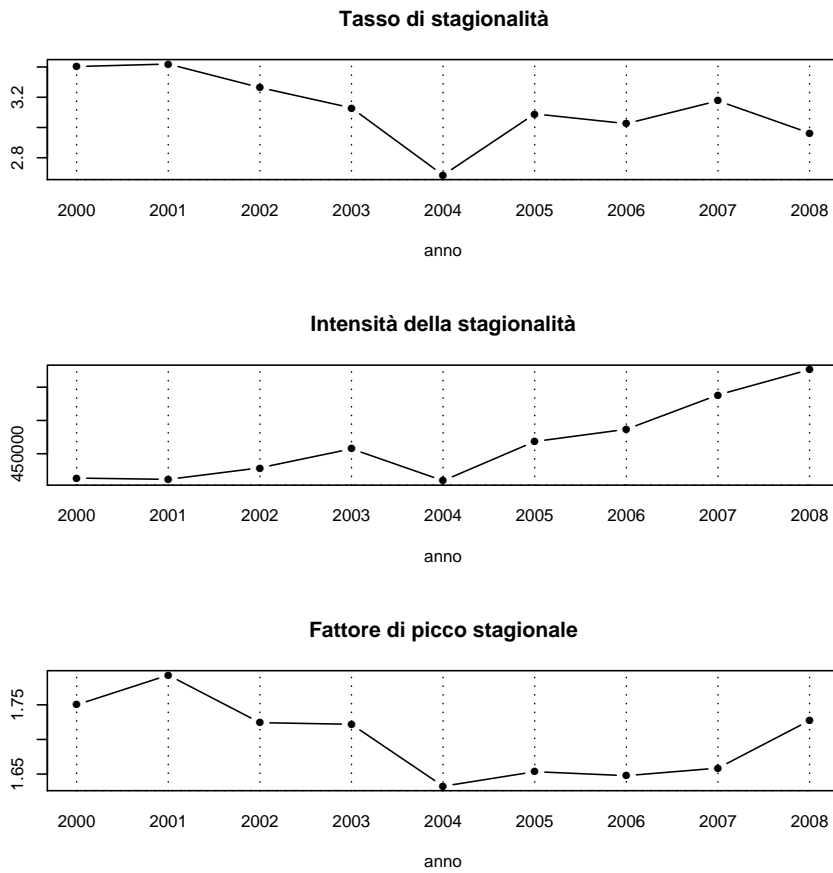 Tasso di stagionalità
3.2
2.8
2000 2001 2002 2003 2004 2005 2006 2007 2008
anno
Intensità della stagionalità
450000
2000 2001 2002 2003 2004 2005 2006 2007 2008
anno
Fattore di picco stagionale
1.75
1.65
2000 2001 2002 2003 2004 2005 2006 2007 2008
anno